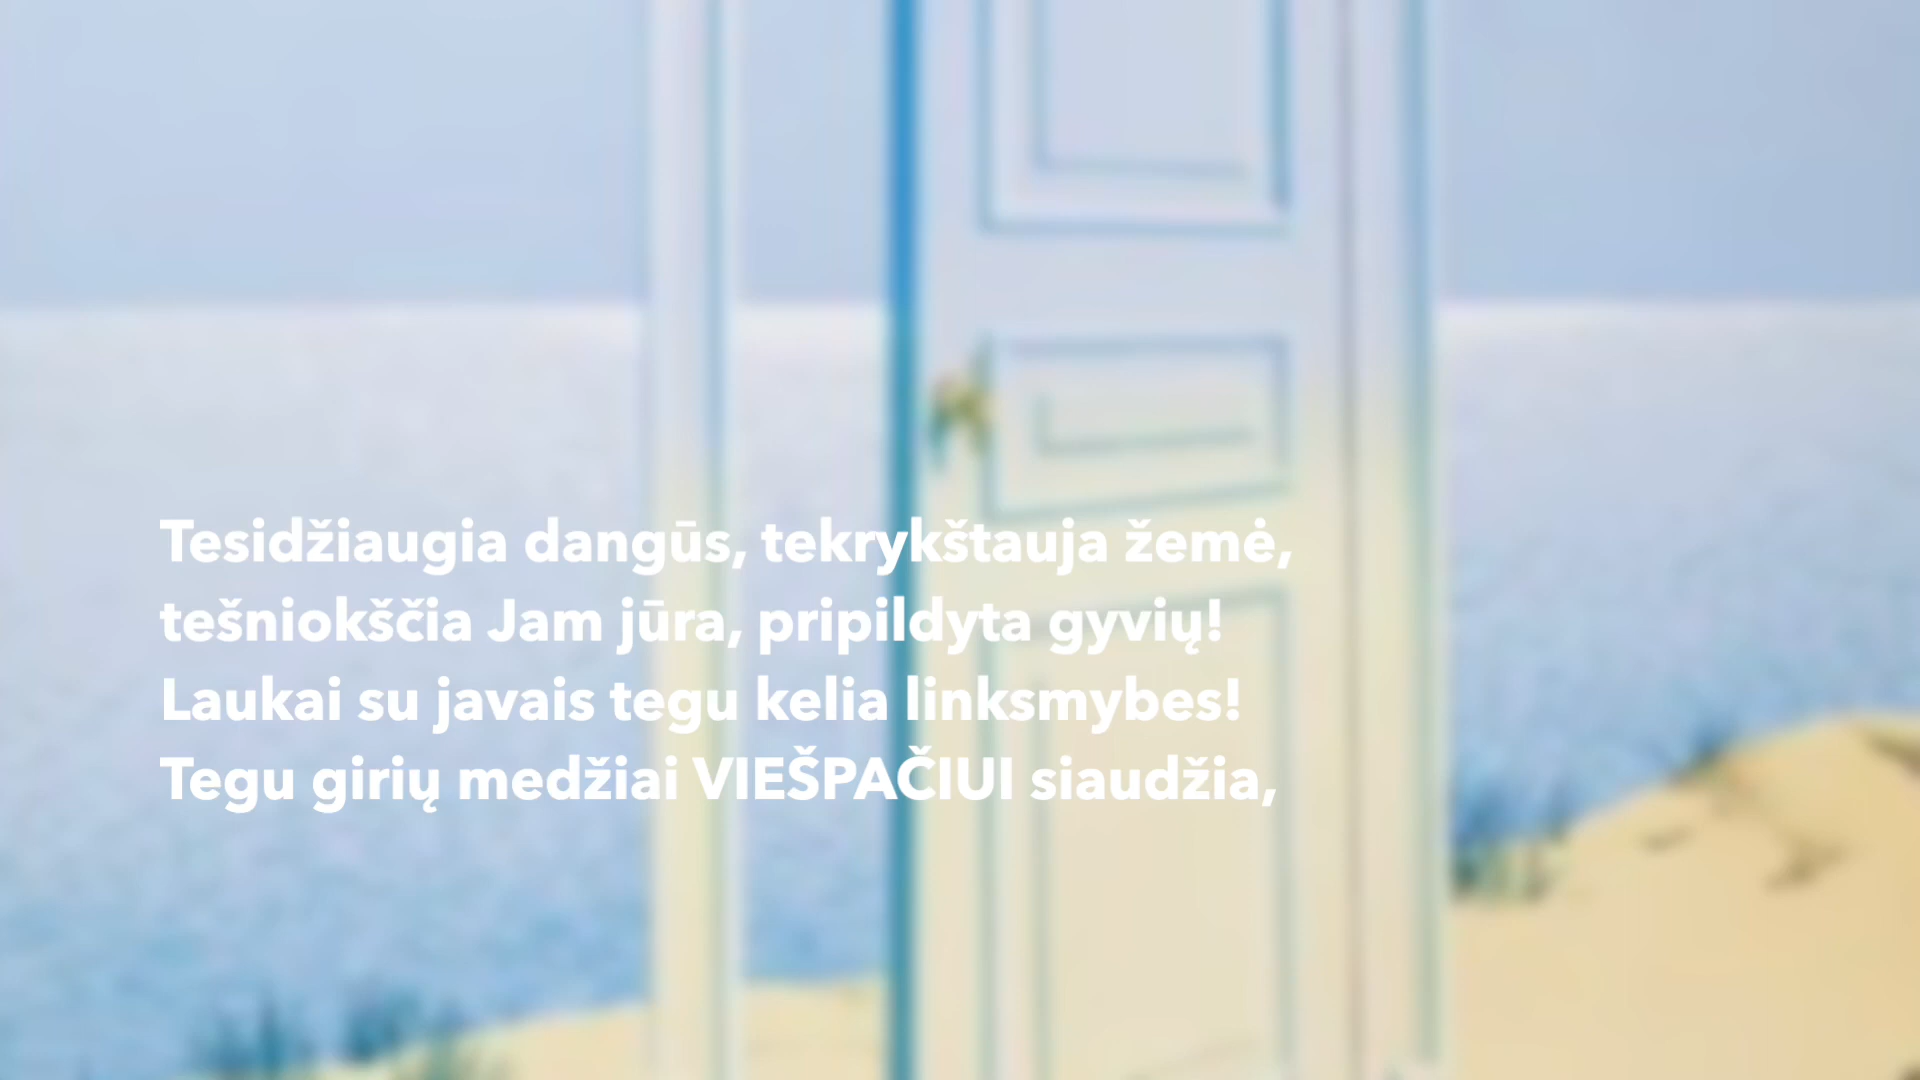 Tesidžiaugia dangūs, tekrykštauja žemė,
tešniokščia Jam jūra, pripildyta gyvių!
Laukai su javais tegu kelia linksmybes!
Tegu girių medžiai VIEŠPAČIUI siaudžia,